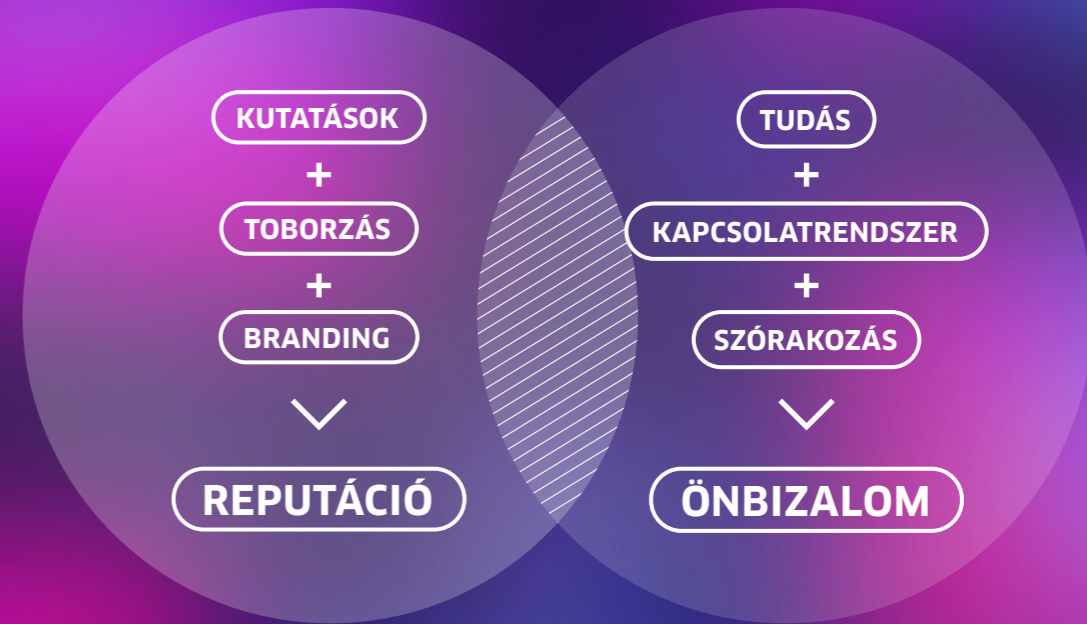 KUTATÁSOK
+
TOBORZÁS
+
BRANDING
REPUTÁCIÓ
TUDÁS
+
KAPCSOLATRENDSZER
+
SZÓRAKOZÁS
ÖNBIZALOM